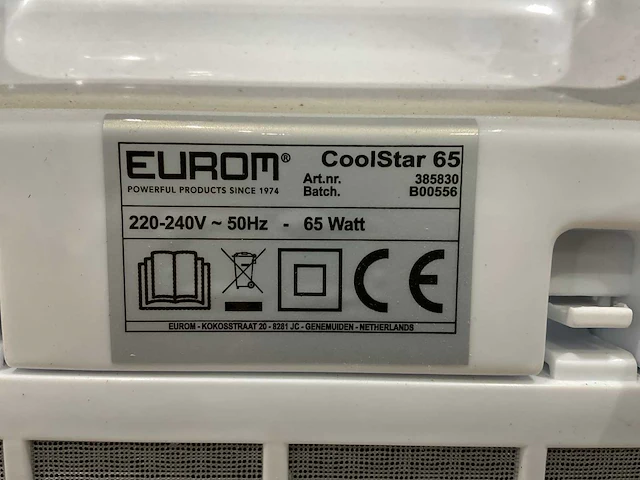 EUROM® CoolStar 65
POWERFUL PRODUCTS SINCE 1974
Art.nr. 385830
Batch. B00556
220-240V ~ 50Hz - 65 Watt
CE
EUROM - KOKOSSTRAAT 20 - 8281 JC - GENEMUIDEN - NETHERLANDS